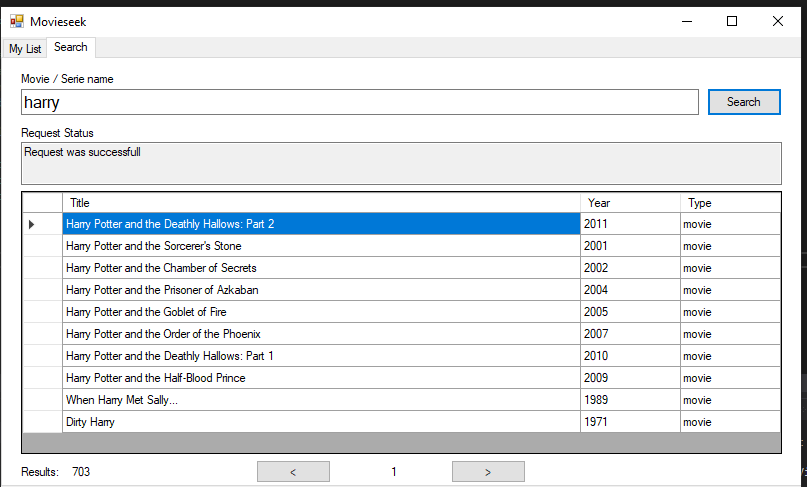 Movieseek
My List Search
Movie / Serie name
harry Search
Request Status
Request was successfull
Title Year Type
Harry Potter and the Deathly Hallows: Part 2 2011 movie
Harry Potter and the Sorcerer's Stone 2001 movie
Harry Potter and the Chamber of Secrets 2002 movie
Harry Potter and the Prisoner of Azkaban 2004 movie
Harry Potter and the Goblet of Fire 2005 movie
Harry Potter and the Order of the Phoenix 2007 movie
Harry Potter and the Deathly Hallows: Part 1 2010 movie
Harry Potter and the Half-Blood Prince 2009 movie
When Harry Met Sally... 1989 movie
Dirty Harry 1971 movie
Results: 703 < 1 >